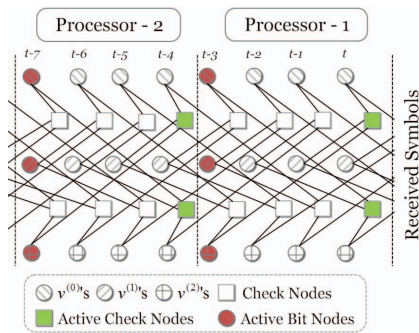 Processor - 2 Processor - 1
t-7 t-6 t-5 t-4 t-3 t-2 t-1 t
Received Symbols
v(0)'s v(1)'s v(2)'s Check Nodes
Active Check Nodes Active Bit Nodes